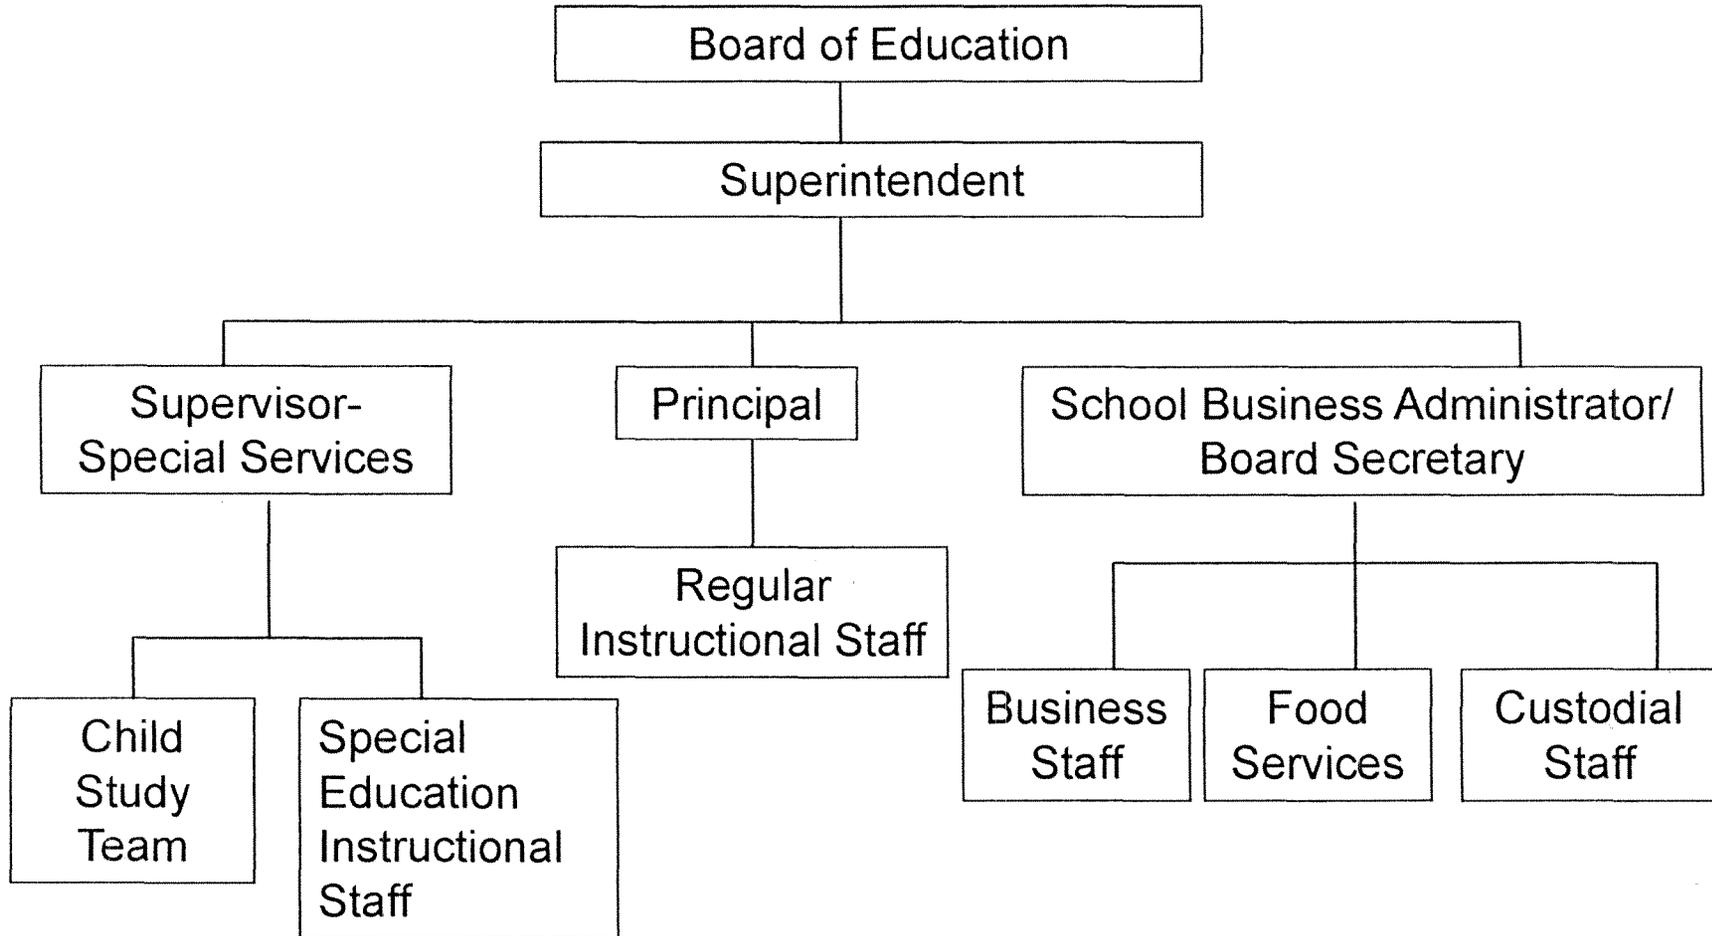 Board of Education
Superintendent
Supervisor-
Special Services
Principal
School Business Administrator/
Board Secretary
Regular
Instructional Staff
Child
Study
Team
Special
Education
Instructional
Staff
Business
Staff
Food
Services
Custodial
Staff